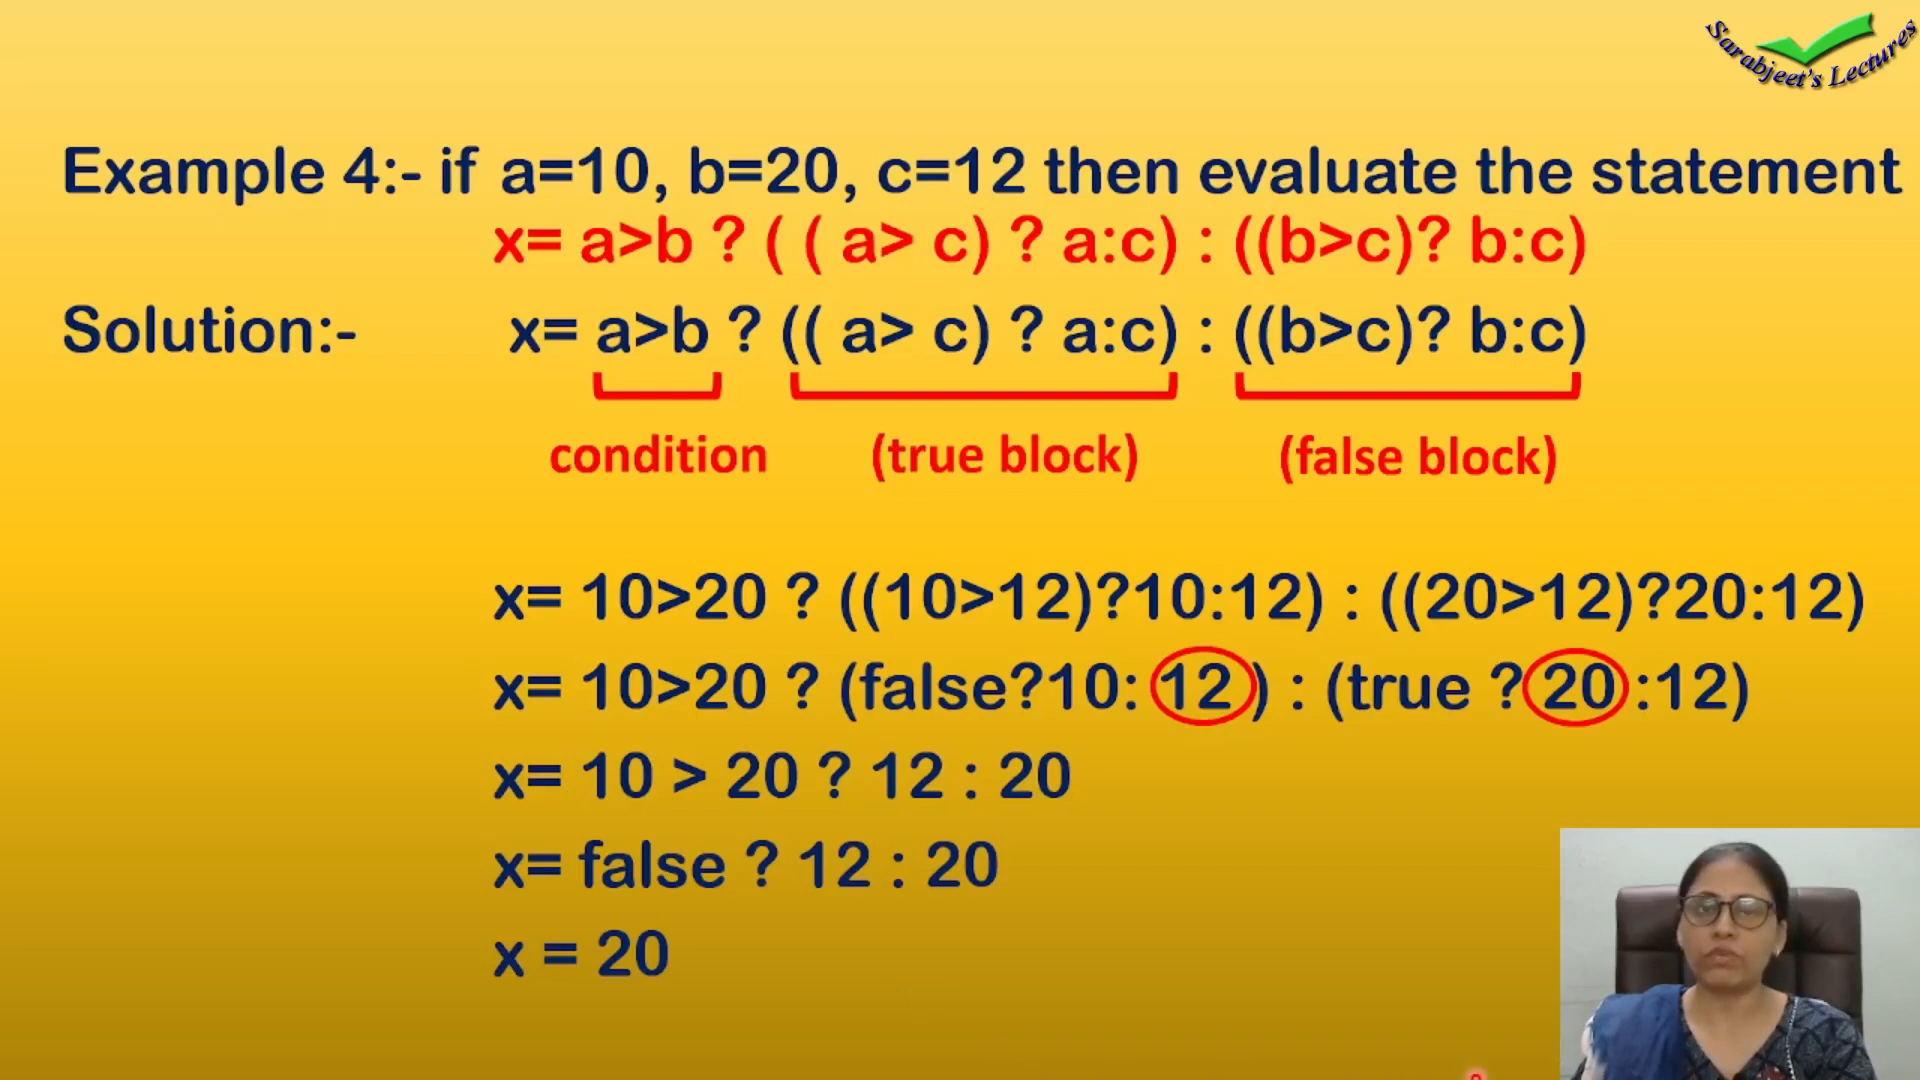 Sarabjeet's Lectures
Example 4:- if a=10, b=20, c=12 then evaluate the statement
x= a>b ? ( ( a> c) ? a:c) : ((b>c)? b:c)
Solution:- x= a>b ? (( a> c) ? a:c) : ((b>c)? b:c)
condition (true block) (false block)
x= 10>20 ? ((10>12)?10:12) : ((20>12)?20:12)
x= 10>20 ? (false?10: 12 ) : (true ? 20 :12)
x= 10 > 20 ? 12 : 20
x= false ? 12 : 20
x = 20